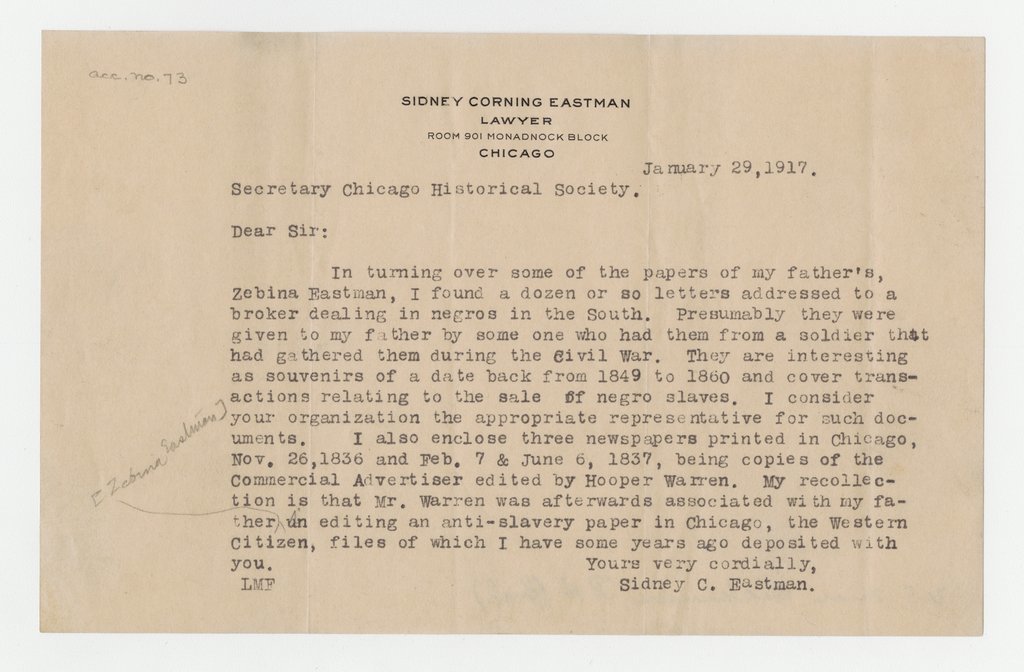 acc. no. 73
SIDNEY CORNING EASTMAN
LAWYER
ROOM 901 MONADNOCK BLOCK
CHICAGO
January 29,1917.
Secretary Chicago Historical Society.
Dear Sir:
In turning over some of the papers of my father's,
Zebina Eastman, I found a dozen or so letters addressed to a
broker dealing in negros in the South. Presumably they were
given to my father by some one who had them from a soldier that
had gathered them during the Civil War. They are interesting
as souvenirs of a date back from 1849 to 1860 and cover trans-
actions relating to the sale of negro slaves. I consider
your organization the appropriate representative for such doc-
uments. I also enclose three newspapers printed in Chicago,
Nov. 26,1836 and Feb. 7 & June 6, 1837, being copies of the
Commercial Advertiser edited by Hooper Warren. My recollec-
tion is that Mr. Warren was afterwards associated with my fa-
[Zebina Eastman]
ther, in editing an anti-slavery paper in Chicago, the Western
Citizen, files of which I have some years ago deposited with
you. Yours very cordially,
LMF Sidney C. Eastman.